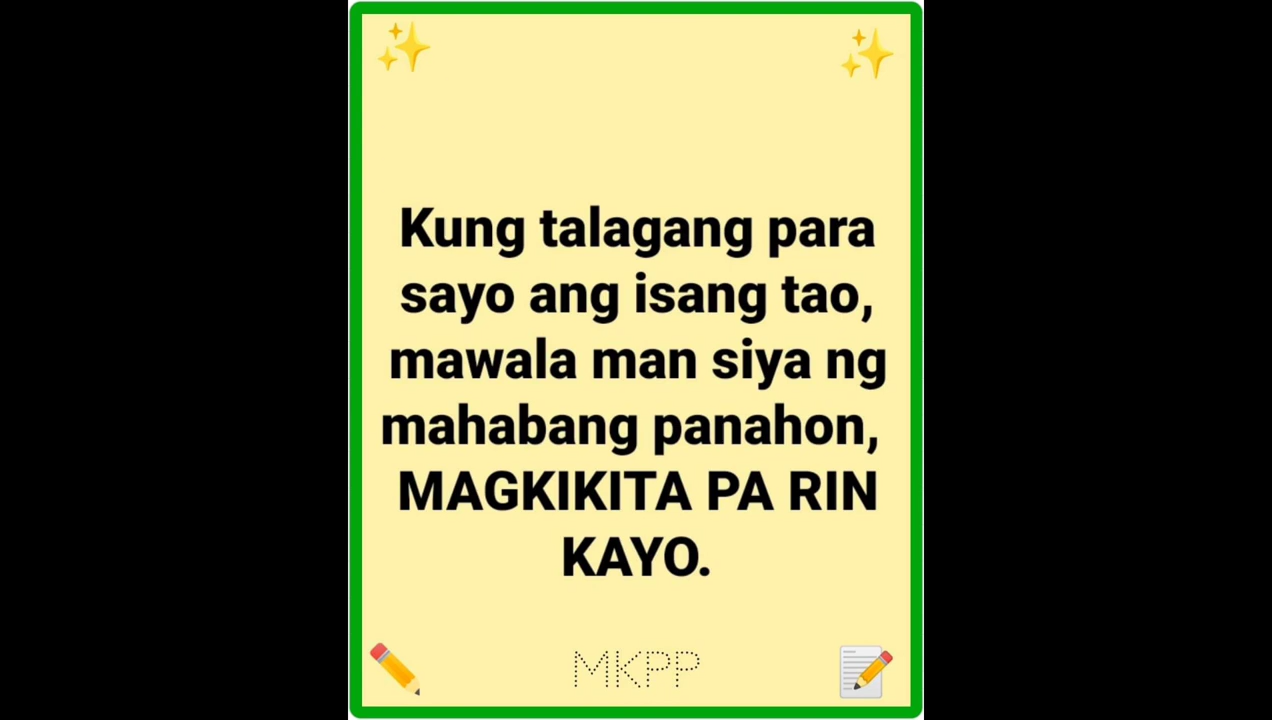 Kung talagang para
sayo ang isang tao,
mawala man siya ng
mahabang panahon,
MAGKIKITA PA RIN
KAYO.
MKPP